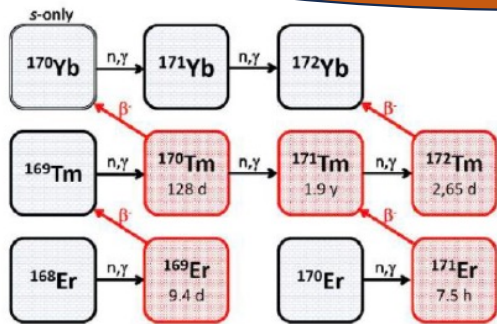 s-only
170Yb n,γ 171Yb n,γ 172Yb
β- β-
169Tm n,γ 170Tm 128 d n,γ 171Tm 1.9 y n,γ 172Tm 2,65 d
β- β-
168Er n,γ 169Er 9.4 d 170Er n,γ 171Er 7.5 h